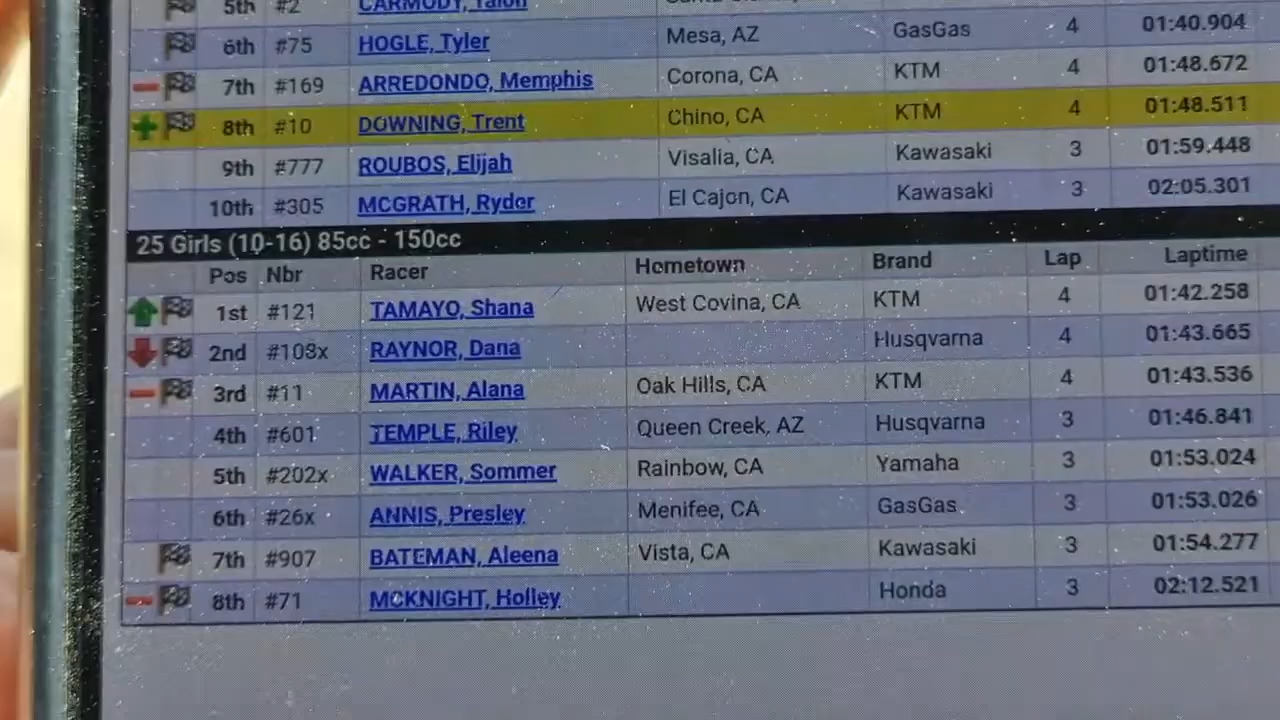 5th #2 CARMODY, Talon
6th #75 HOGLE, Tyler Mesa, AZ GasGas 4 01:40.904
7th #169 ARREDONDO, Memphis Corona, CA KTM 4 01:48.672
8th #10 DOWNING, Trent Chino, CA KTM 4 01:48.511
9th #777 ROUBOS, Elijah Visalia, CA Kawasaki 3 01:59.448
10th #305 MCGRATH, Ryder El Cajon, CA Kawasaki 3 02:05.301
25 Girls (10-16) 85cc - 150cc
Pos Nbr Racer Hometown Brand Lap Laptime
1st #121 TAMAYO, Shana West Covina, CA KTM 4 01:42.258
2nd #108x RAYNOR, Dana Husqvarna 4 01:43.665
3rd #11 MARTIN, Alana Oak Hills, CA KTM 4 01:43.536
4th #601 TEMPLE, Riley Queen Creek, AZ Husqvarna 3 01:46.841
5th #202x WALKER, Sommer Rainbow, CA Yamaha 3 01:53.024
6th #26x ANNIS, Presley Menifee, CA GasGas 3 01:53.026
7th #907 BATEMAN, Aleena Vista, CA Kawasaki 3 01:54.277
8th #71 MCKNIGHT, Holley Honda 3 02:12.521